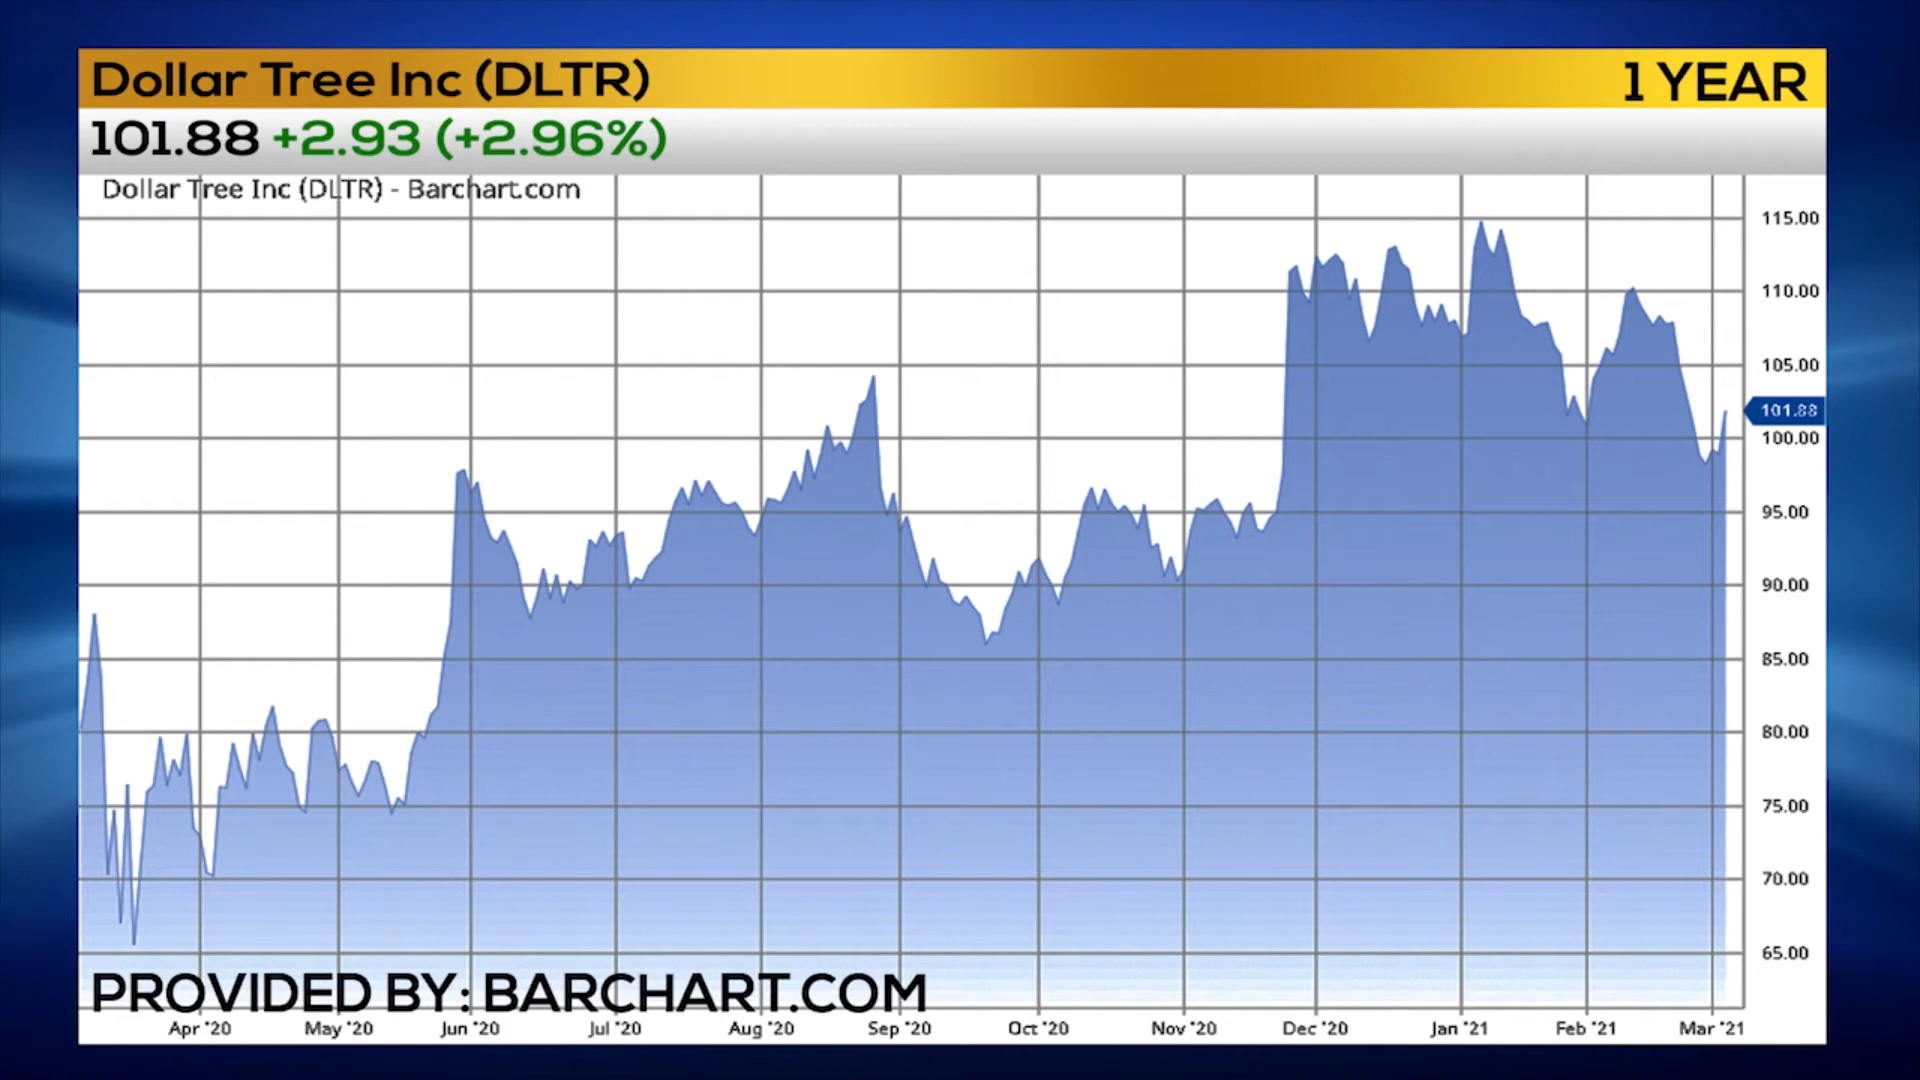 Dollar Tree Inc (DLTR)
1 YEAR
101.88 +2.93 (+2.96%)
Dollar Tree Inc (DLTR) - Barchart.com
115.00
110.00
105.00
101.88
100.00
95.00
90.00
85.00
80.00
75.00
70.00
65.00
PROVIDED BY: BARCHART.COM
Apr '20 May '20 Jun '20 Jul '20 Aug '20 Sep '20 Oct '20 Nov '20 Dec '20 Jan '21 Feb '21 Mar '21